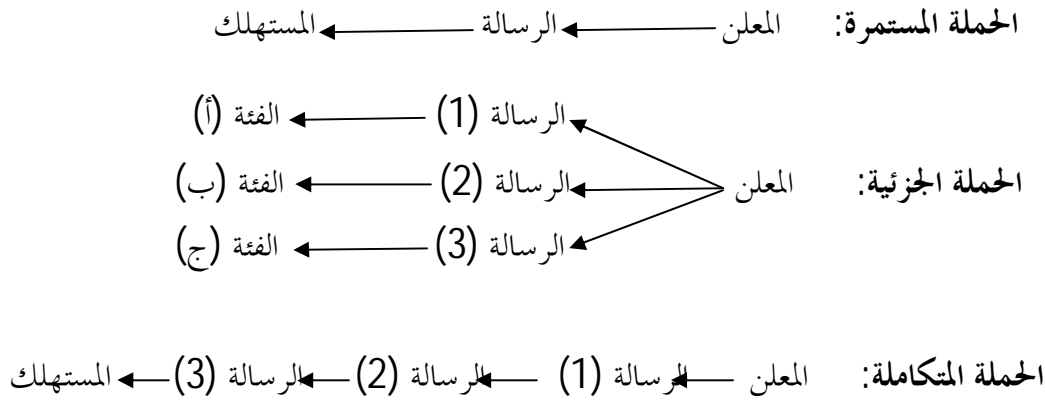 الحملة المستمرة: المعلن الرسالة المستهلك
الرسالة (1) الفئة (أ)
الحملة الجزئية: المعلن الرسالة (2) الفئة (ب)
الرسالة (3) الفئة (ج)
الحملة المتكاملة: المعلن الرسالة (1) الرسالة (2) الرسالة (3) المستهلك